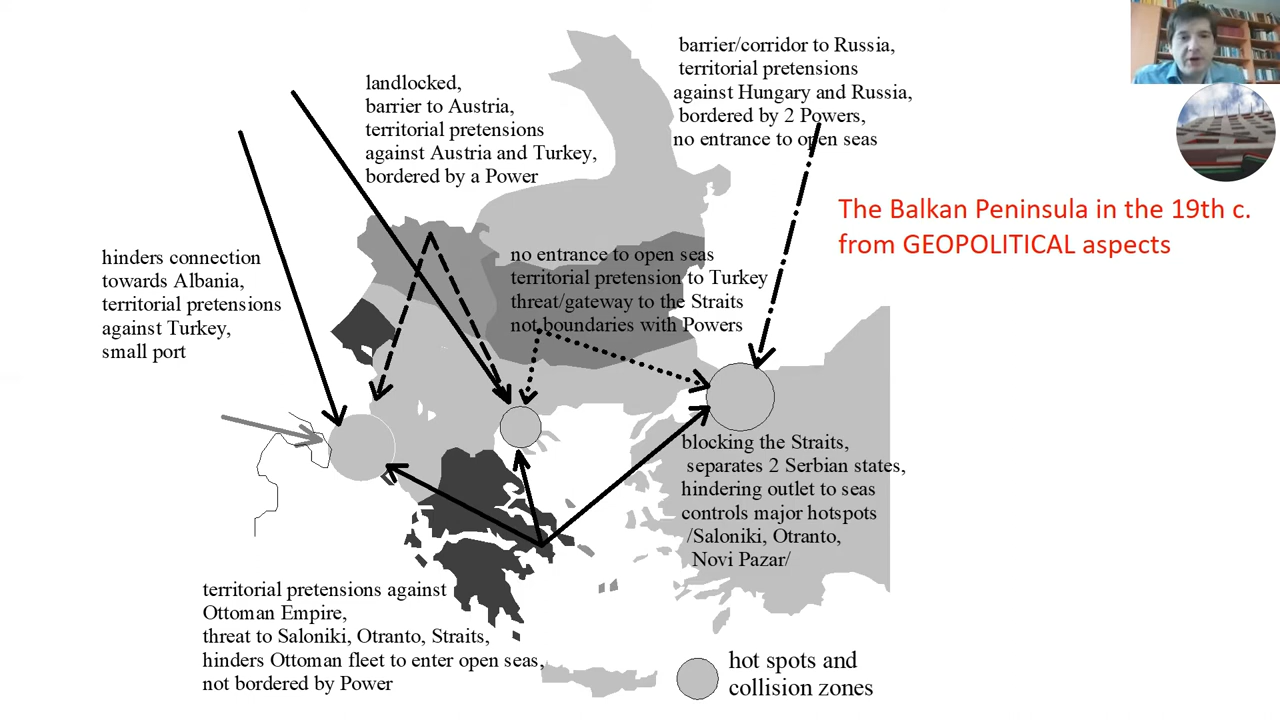 barrier/corridor to Russia,
territorial pretensions
against Hungary and Russia,
bordered by 2 Powers,
no entrance to open seas
landlocked,
barrier to Austria,
territorial pretensions
against Austria and Turkey,
bordered by a Power
The Balkan Peninsula in the 19th c.
from GEOPOLITICAL aspects
hinders connection
towards Albania,
territorial pretensions
against Turkey,
small port
no entrance to open seas
territorial pretension to Turkey
threat/gateway to the Straits
not boundaries with Powers
blocking the Straits,
separates 2 Serbian states,
hindering outlet to seas
controls major hotspots
/Saloniki, Otranto,
Novi Pazar/
territorial pretensions against
Ottoman Empire,
threat to Saloniki, Otranto, Straits,
hinders Ottoman fleet to enter open seas,
not bordered by Power
hot spots and
collision zones